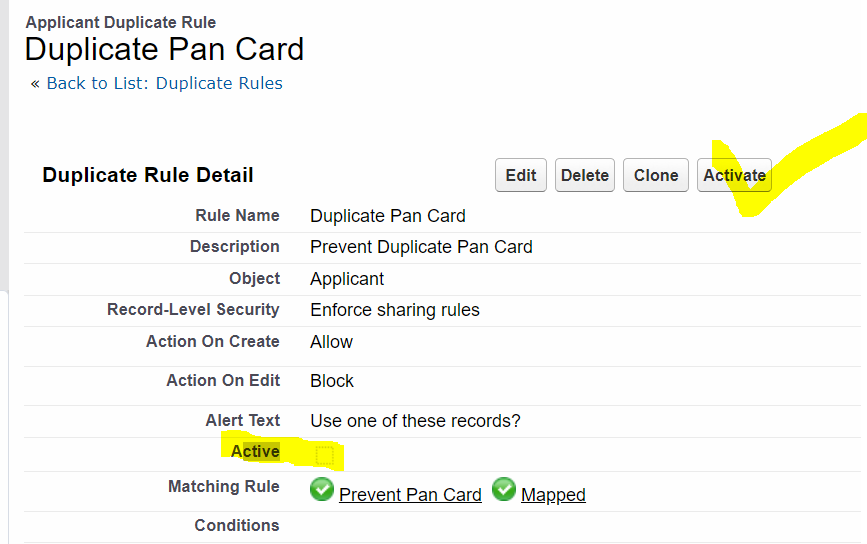 Applicant Duplicate Rule
Duplicate Pan Card
« Back to List: Duplicate Rules
Duplicate Rule Detail Edit Delete Clone Activate
Rule Name Duplicate Pan Card
Description Prevent Duplicate Pan Card
Object Applicant
Record-Level Security Enforce sharing rules
Action On Create Allow
Action On Edit Block
Alert Text Use one of these records?
Active
Matching Rule Prevent Pan Card Mapped
Conditions